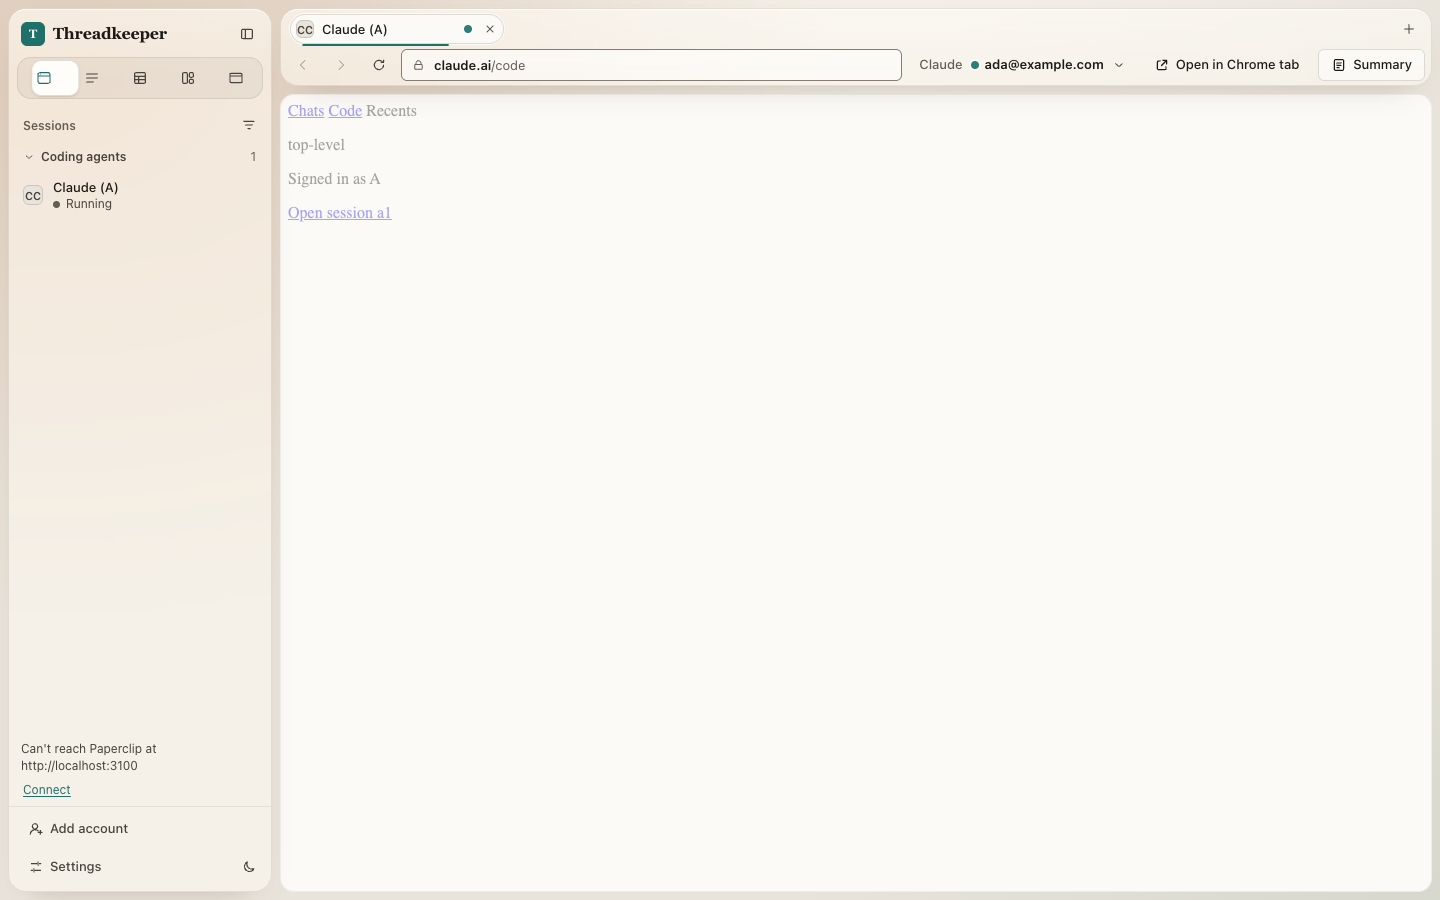 T Threadkeeper
Sessions
Coding agents 1
CC Claude (A)
Running
Can't reach Paperclip at
http://localhost:3100
Connect
Add account
Settings
CC Claude (A)
claude.ai/code
Claude ada@example.com
Open in Chrome tab
Summary
Chats Code Recents
top-level
Signed in as A
Open session a1